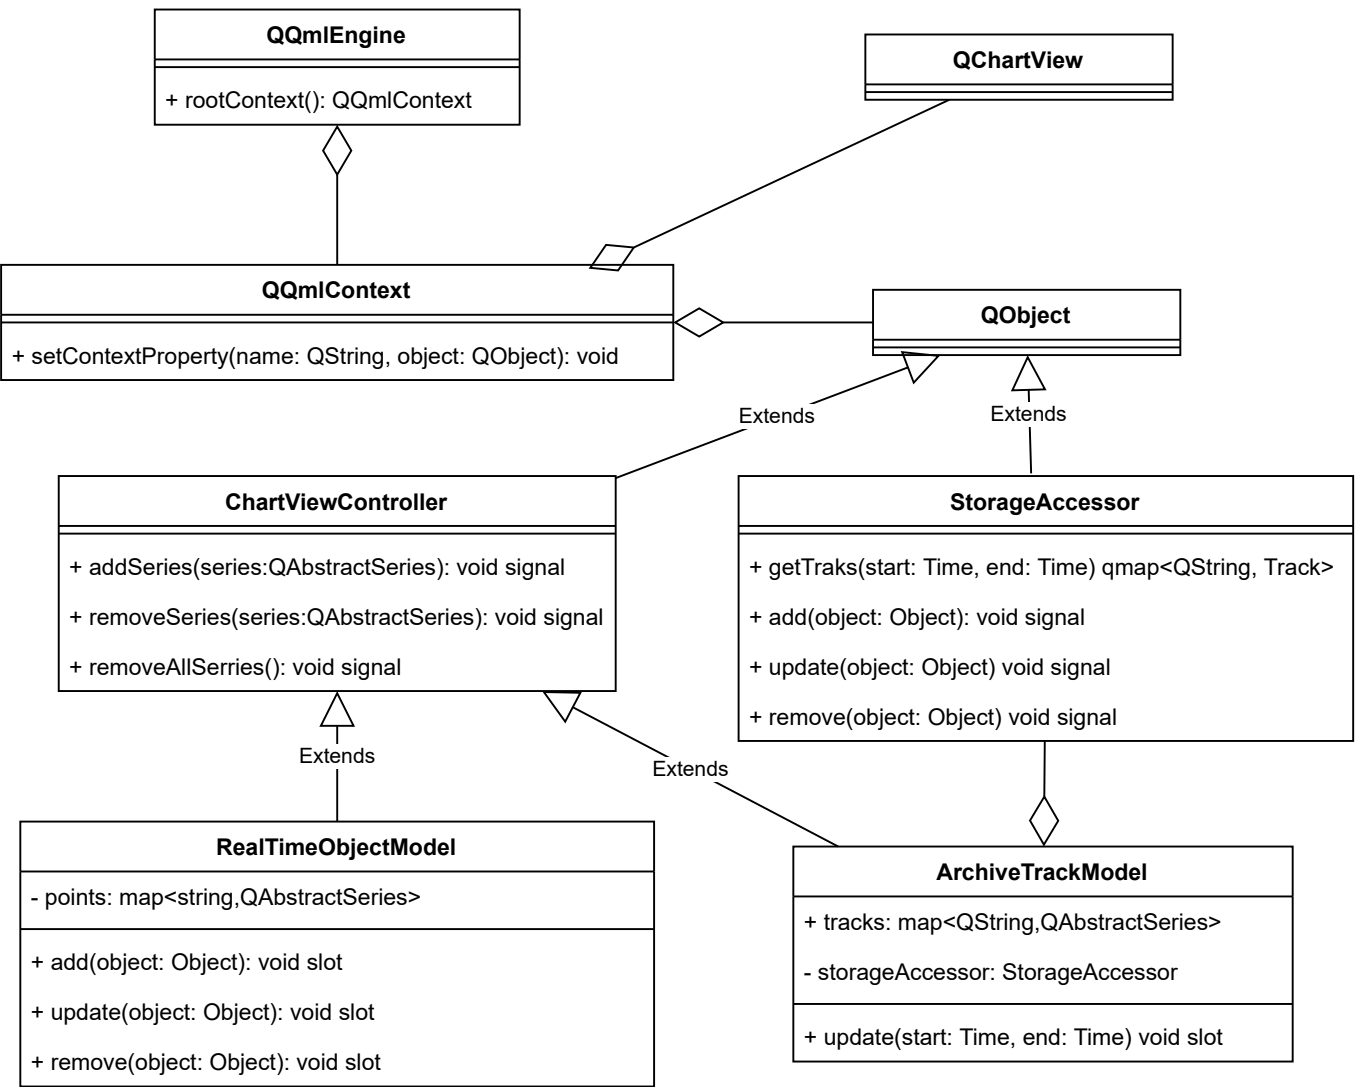 QQmlEngine
+ rootContext(): QQmlContext
QChartView
QQmlContext
+ setContextProperty(name: QString, object: QObject): void
QObject
Extends
Extends
ChartViewController
+ addSeries(series:QAbstractSeries): void signal
+ removeSeries(series:QAbstractSeries): void signal
+ removeAllSerries(): void signal
StorageAccessor
+ getTraks(start: Time, end: Time) qmap<QString, Track>
+ add(object: Object): void signal
+ update(object: Object) void signal
+ remove(object: Object) void signal
Extends
Extends
RealTimeObjectModel
- points: map<string,QAbstractSeries>
+ add(object: Object): void slot
+ update(object: Object): void slot
+ remove(object: Object): void slot
ArchiveTrackModel
+ tracks: map<QString,QAbstractSeries>
- storageAccessor: StorageAccessor
+ update(start: Time, end: Time) void slot